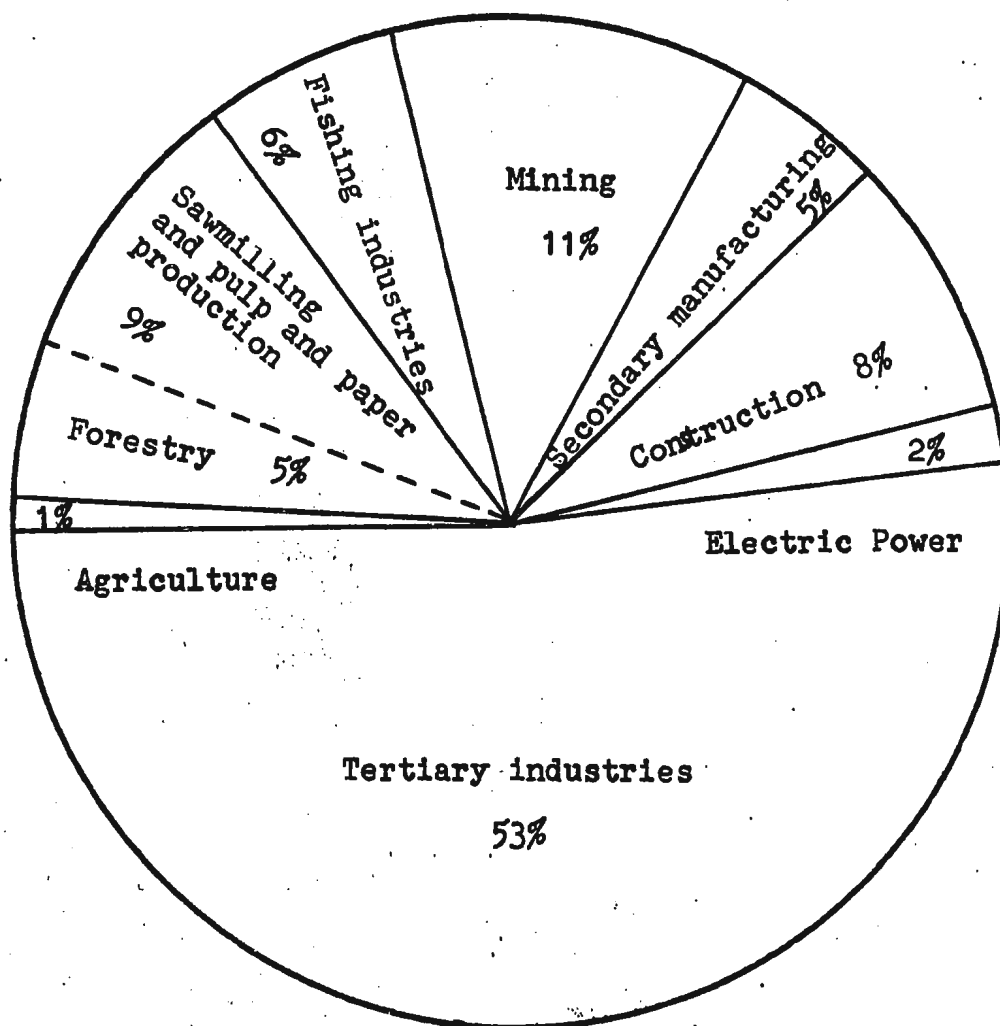 Fishing industries
6%
Mining
11%
Secondary manufacturing
5%
Sawmilling
and pulp and paper
production
9%
Construction
8%
Forestry
5%
2%
Electric Power
1%
Agriculture
Tertiary industries
53%